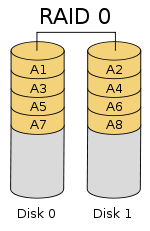 RAID 0
A1 A2
A3 A4
A5 A6
A7 A8
Disk 0 Disk 1